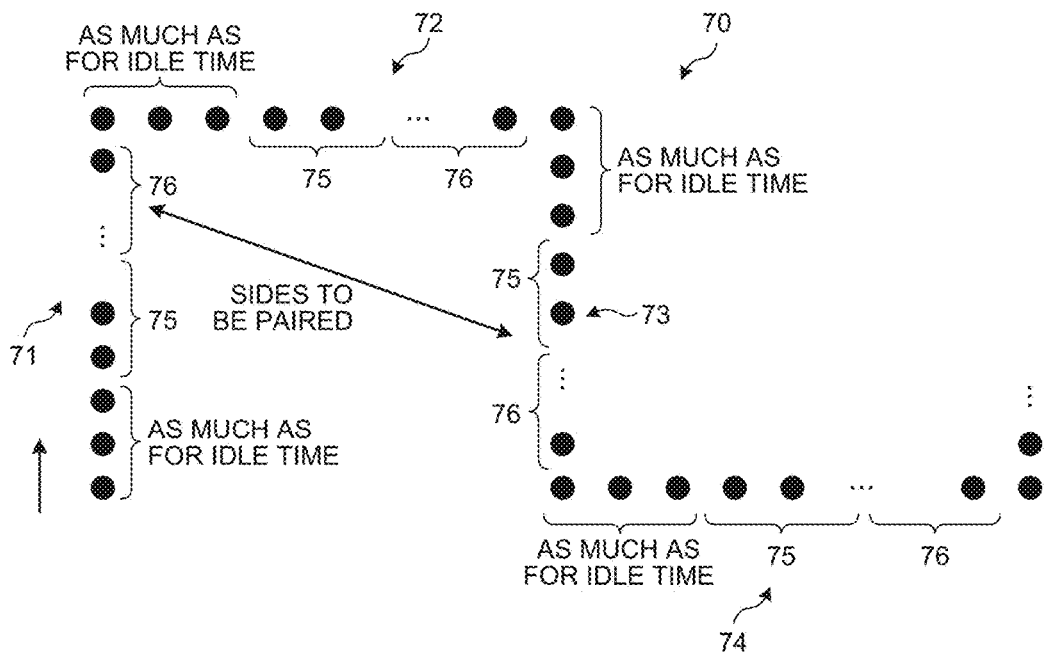 AS MUCH AS
FOR IDLE TIME
72
70
75
76
AS MUCH AS
FOR IDLE TIME
76
...
75
SIDES TO
BE PAIRED
73
75
71
76
AS MUCH AS
FOR IDLE TIME
AS MUCH AS
FOR IDLE TIME
75
76
74